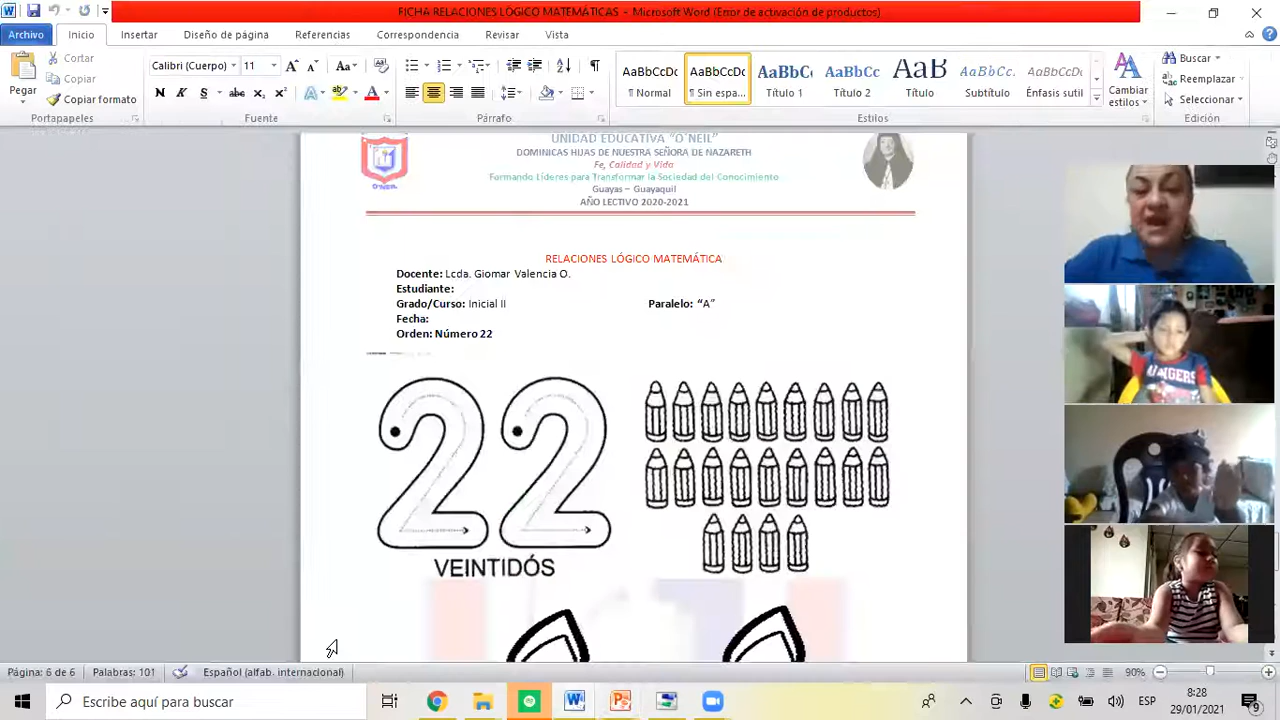 FICHA RELACIONES LÓGICO MATEMÁTICAS - Microsoft Word (Error de activación de productos)
Archivo Inicio Insertar Diseño de página Referencias Correspondencia Revisar Vista
Pegar
Cortar
Copiar
Copiar formato
Portapapeles
Calibri (Cuerpo) 11
Fuente
Párrafo
AaBbCcDc AaBbCcDc AaBbC AaBbCc AaB AaBbCc. AaBbCcDc
¶ Normal ¶ Sin espa... Título 1 Título 2 Título Subtítulo Énfasis sutil
Estilos
Cambiar estilos
Buscar
Reemplazar
Seleccionar
Edición
UNIDAD EDUCATIVA “O´NEIL”
DOMINICAS HIJAS DE NUESTRA SEÑORA DE NAZARETH
Fe, Calidad y Vida
Formando Líderes para Transformar la Sociedad del Conocimiento
Guayas – Guayaquil
AÑO LECTIVO 2020-2021
O'NEIL
RELACIONES LÓGICO MATEMÁTICA
Docente: Lcda. Giomar Valencia O.
Estudiante:
Grado/Curso: Inicial II Paralelo: “A”
Fecha:
Orden: Número 22
22
VEINTIDÓS
Página: 6 de 6 Palabras: 101 Español (alfab. internacional) 90%
Escribe aquí para buscar
ESP
8:28
29/01/2021